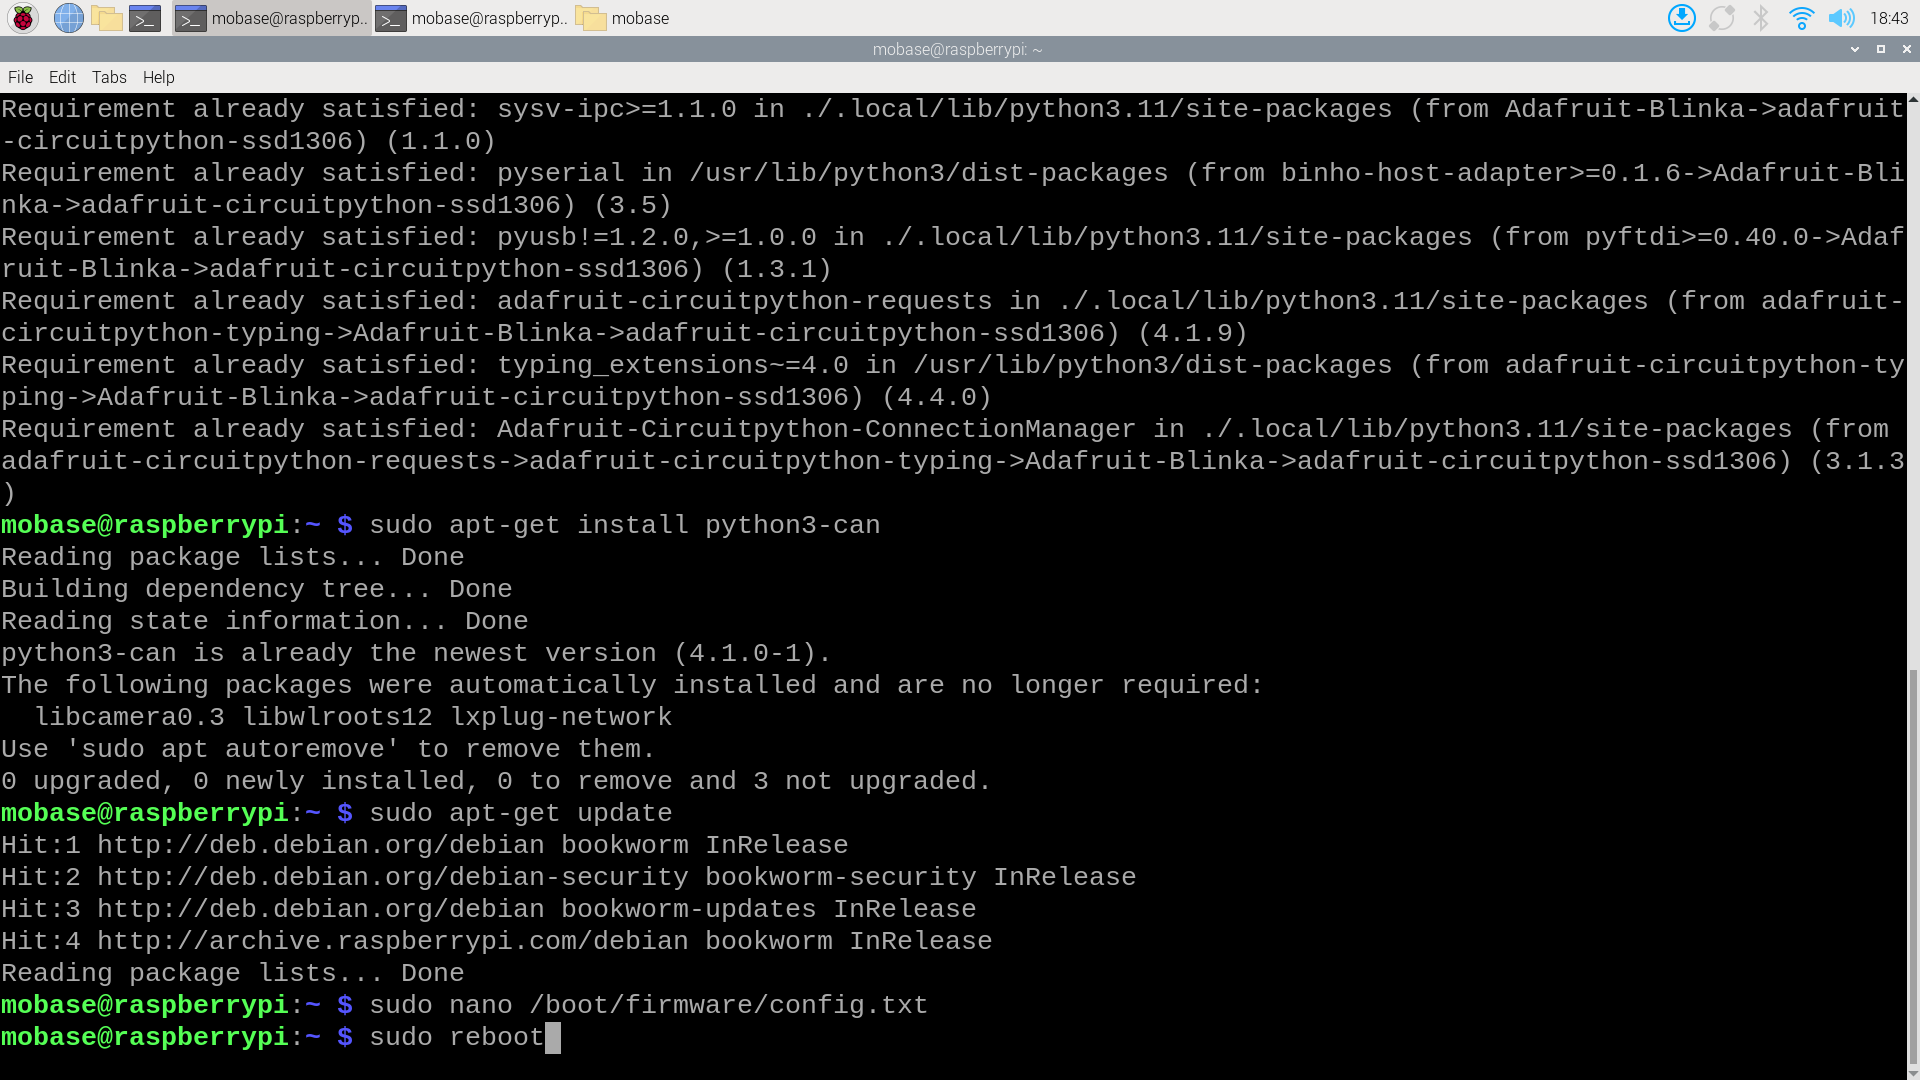 mobase@raspberryp..
mobase@raspberryp..
mobase
18:43
mobase@raspberrypi: ~
File Edit Tabs Help
Requirement already satisfied: sysv-ipc>=1.1.0 in ./.local/lib/python3.11/site-packages (from Adafruit-Blinka->adafruit
-circuitpython-ssd1306) (1.1.0)
Requirement already satisfied: pyserial in /usr/lib/python3/dist-packages (from binho-host-adapter>=0.1.6->Adafruit-Bli
nka->adafruit-circuitpython-ssd1306) (3.5)
Requirement already satisfied: pyusb!=1.2.0,>=1.0.0 in ./.local/lib/python3.11/site-packages (from pyftdi>=0.40.0->Adaf
ruit-Blinka->adafruit-circuitpython-ssd1306) (1.3.1)
Requirement already satisfied: adafruit-circuitpython-requests in ./.local/lib/python3.11/site-packages (from adafruit-
circuitpython-typing->Adafruit-Blinka->adafruit-circuitpython-ssd1306) (4.1.9)
Requirement already satisfied: typing_extensions~=4.0 in /usr/lib/python3/dist-packages (from adafruit-circuitpython-ty
ping->Adafruit-Blinka->adafruit-circuitpython-ssd1306) (4.4.0)
Requirement already satisfied: Adafruit-Circuitpython-ConnectionManager in ./.local/lib/python3.11/site-packages (from
adafruit-circuitpython-requests->adafruit-circuitpython-typing->Adafruit-Blinka->adafruit-circuitpython-ssd1306) (3.1.3
)
mobase@raspberrypi:~ $ sudo apt-get install python3-can
Reading package lists... Done
Building dependency tree... Done
Reading state information... Done
python3-can is already the newest version (4.1.0-1).
The following packages were automatically installed and are no longer required:
  libcamera0.3 libwlroots12 lxplug-network
Use 'sudo apt autoremove' to remove them.
0 upgraded, 0 newly installed, 0 to remove and 3 not upgraded.
mobase@raspberrypi:~ $ sudo apt-get update
Hit:1 http://deb.debian.org/debian bookworm InRelease
Hit:2 http://deb.debian.org/debian-security bookworm-security InRelease
Hit:3 http://deb.debian.org/debian bookworm-updates InRelease
Hit:4 http://archive.raspberrypi.com/debian bookworm InRelease
Reading package lists... Done
mobase@raspberrypi:~ $ sudo nano /boot/firmware/config.txt
mobase@raspberrypi:~ $ sudo reboot